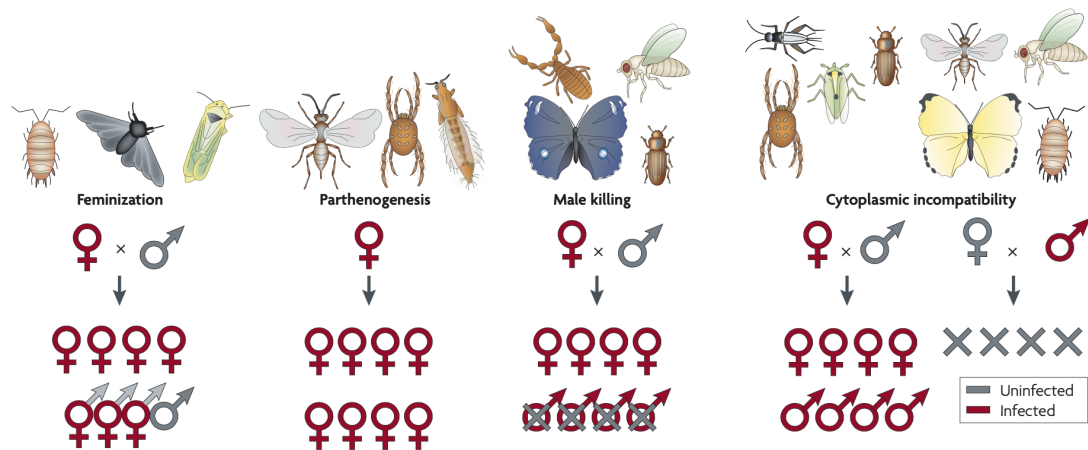 Feminization
Parthenogenesis
Male killing
Cytoplasmic incompatibility
×
×
×
×
Uninfected
Infected